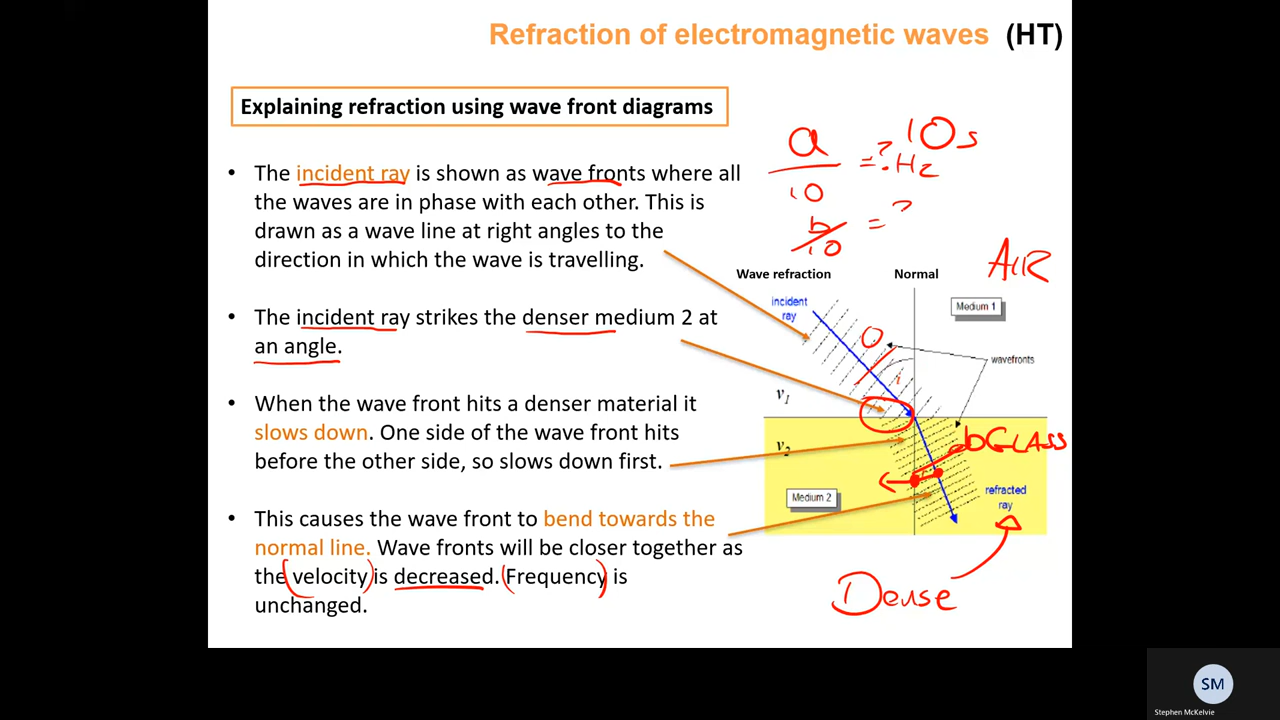 Refraction of electromagnetic waves (HT)
Explaining refraction using wave front diagrams
• The incident ray is shown as wave fronts where all
the waves are in phase with each other. This is
drawn as a wave line at right angles to the
direction in which the wave is travelling.
• The incident ray strikes the denser medium 2 at
an angle.
• When the wave front hits a denser material it
slows down. One side of the wave front hits
before the other side, so slows down first.
• This causes the wave front to bend towards the
normal line. Wave fronts will be closer together as
the (velocity) is decreased. (Frequency) is
unchanged.
a
10
= ? Hz
10s
b/10 = ?
AIR
Wave refraction
Normal
incident
ray
Medium 1
wavefronts
i
v1
v2
b GLASS
Medium 2
refracted
ray
Dense
SM
Stephen McKelvie